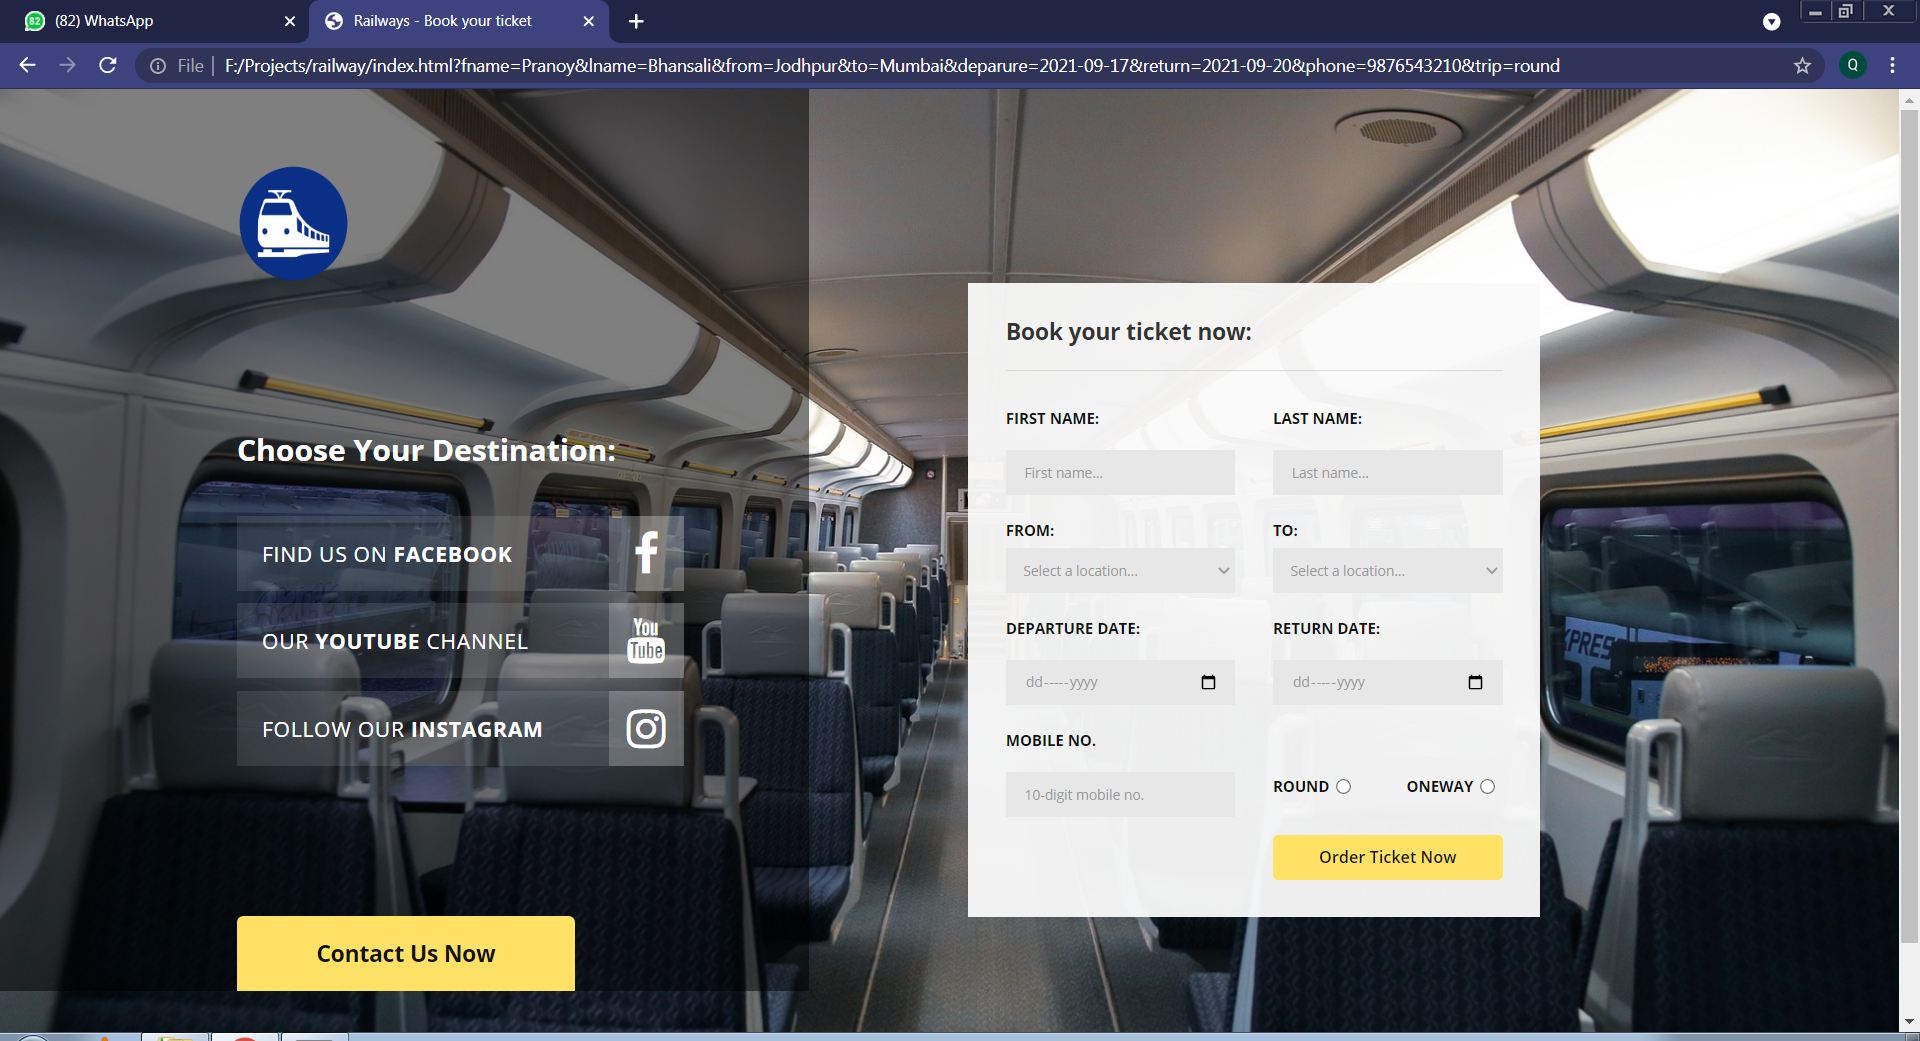 (82) WhatsApp
Railways - Book your ticket
File
F:/Projects/railway/index.html?fname=Pranoy&lname=Bhansali&from=Jodhpur&to=Mumbai&deparure=2021-09-17&return=2021-09-20&phone=9876543210&trip=round
Q
Choose Your Destination:
FIND US ON FACEBOOK
OUR YOUTUBE CHANNEL
You
Tube
FOLLOW OUR INSTAGRAM
Contact Us Now
Book your ticket now:
FIRST NAME:
LAST NAME:
First name...
Last name...
FROM:
TO:
Select a location...
Select a location...
DEPARTURE DATE:
RETURN DATE:
dd-----yyyy
dd-----yyyy
MOBILE NO.
10-digit mobile no.
ROUND
ONEWAY
Order Ticket Now